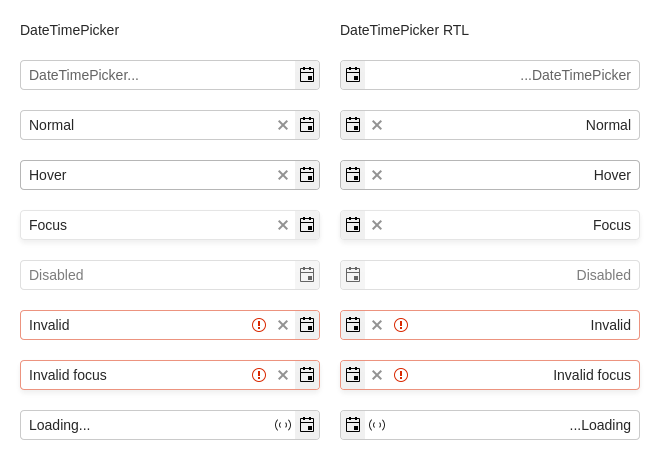 DateTimePicker
DateTimePicker RTL
DateTimePicker...
...DateTimePicker
Normal
Normal
Hover
Hover
Focus
Focus
Disabled
Disabled
Invalid
Invalid
Invalid focus
Invalid focus
Loading...
...Loading